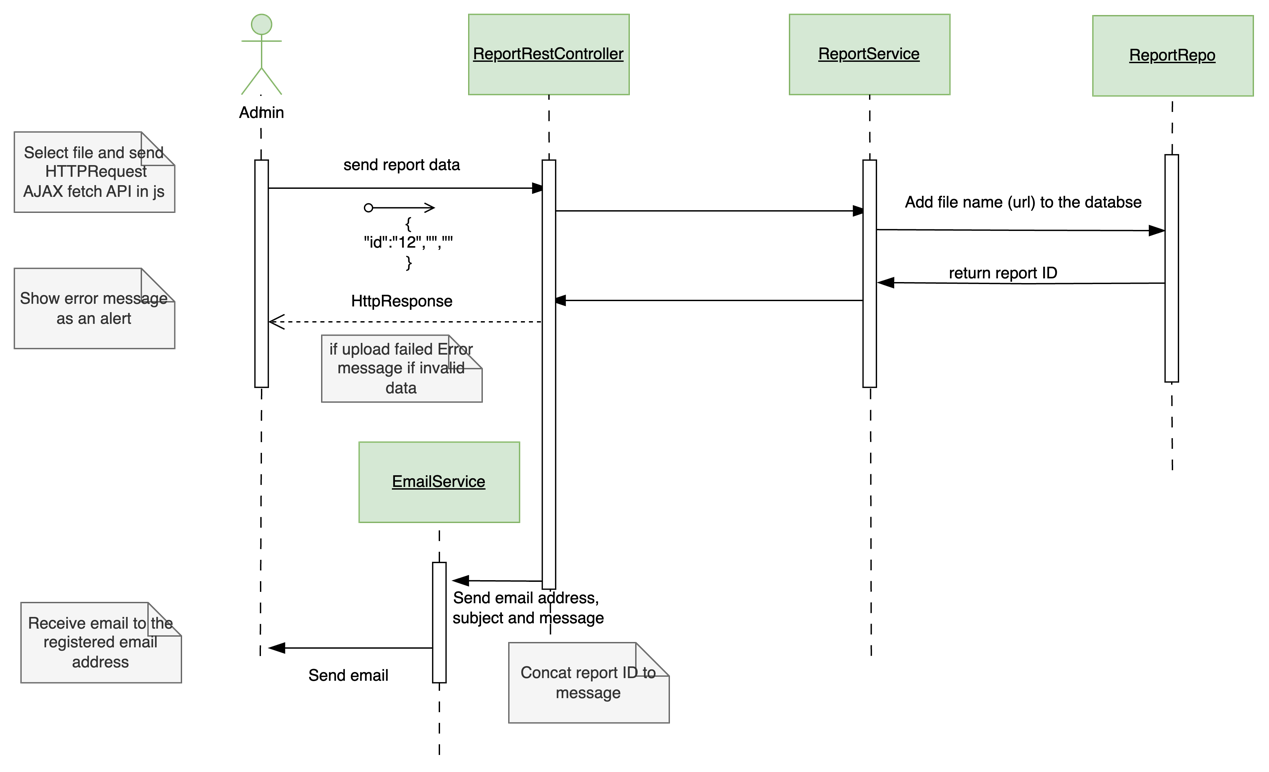 ReportRestController
ReportService
ReportRepo
Admin
Select file and send
HTTPRequest
AJAX fetch API in js
send report data
{
"id":"12","",""
}
Add file name (url) to the databse
return report ID
Show error message
as an alert
HttpResponse
if upload failed Error
message if invalid
data
EmailService
Send email address,
subject and message
Receive email to the
registered email
address
Send email
Concat report ID to
message